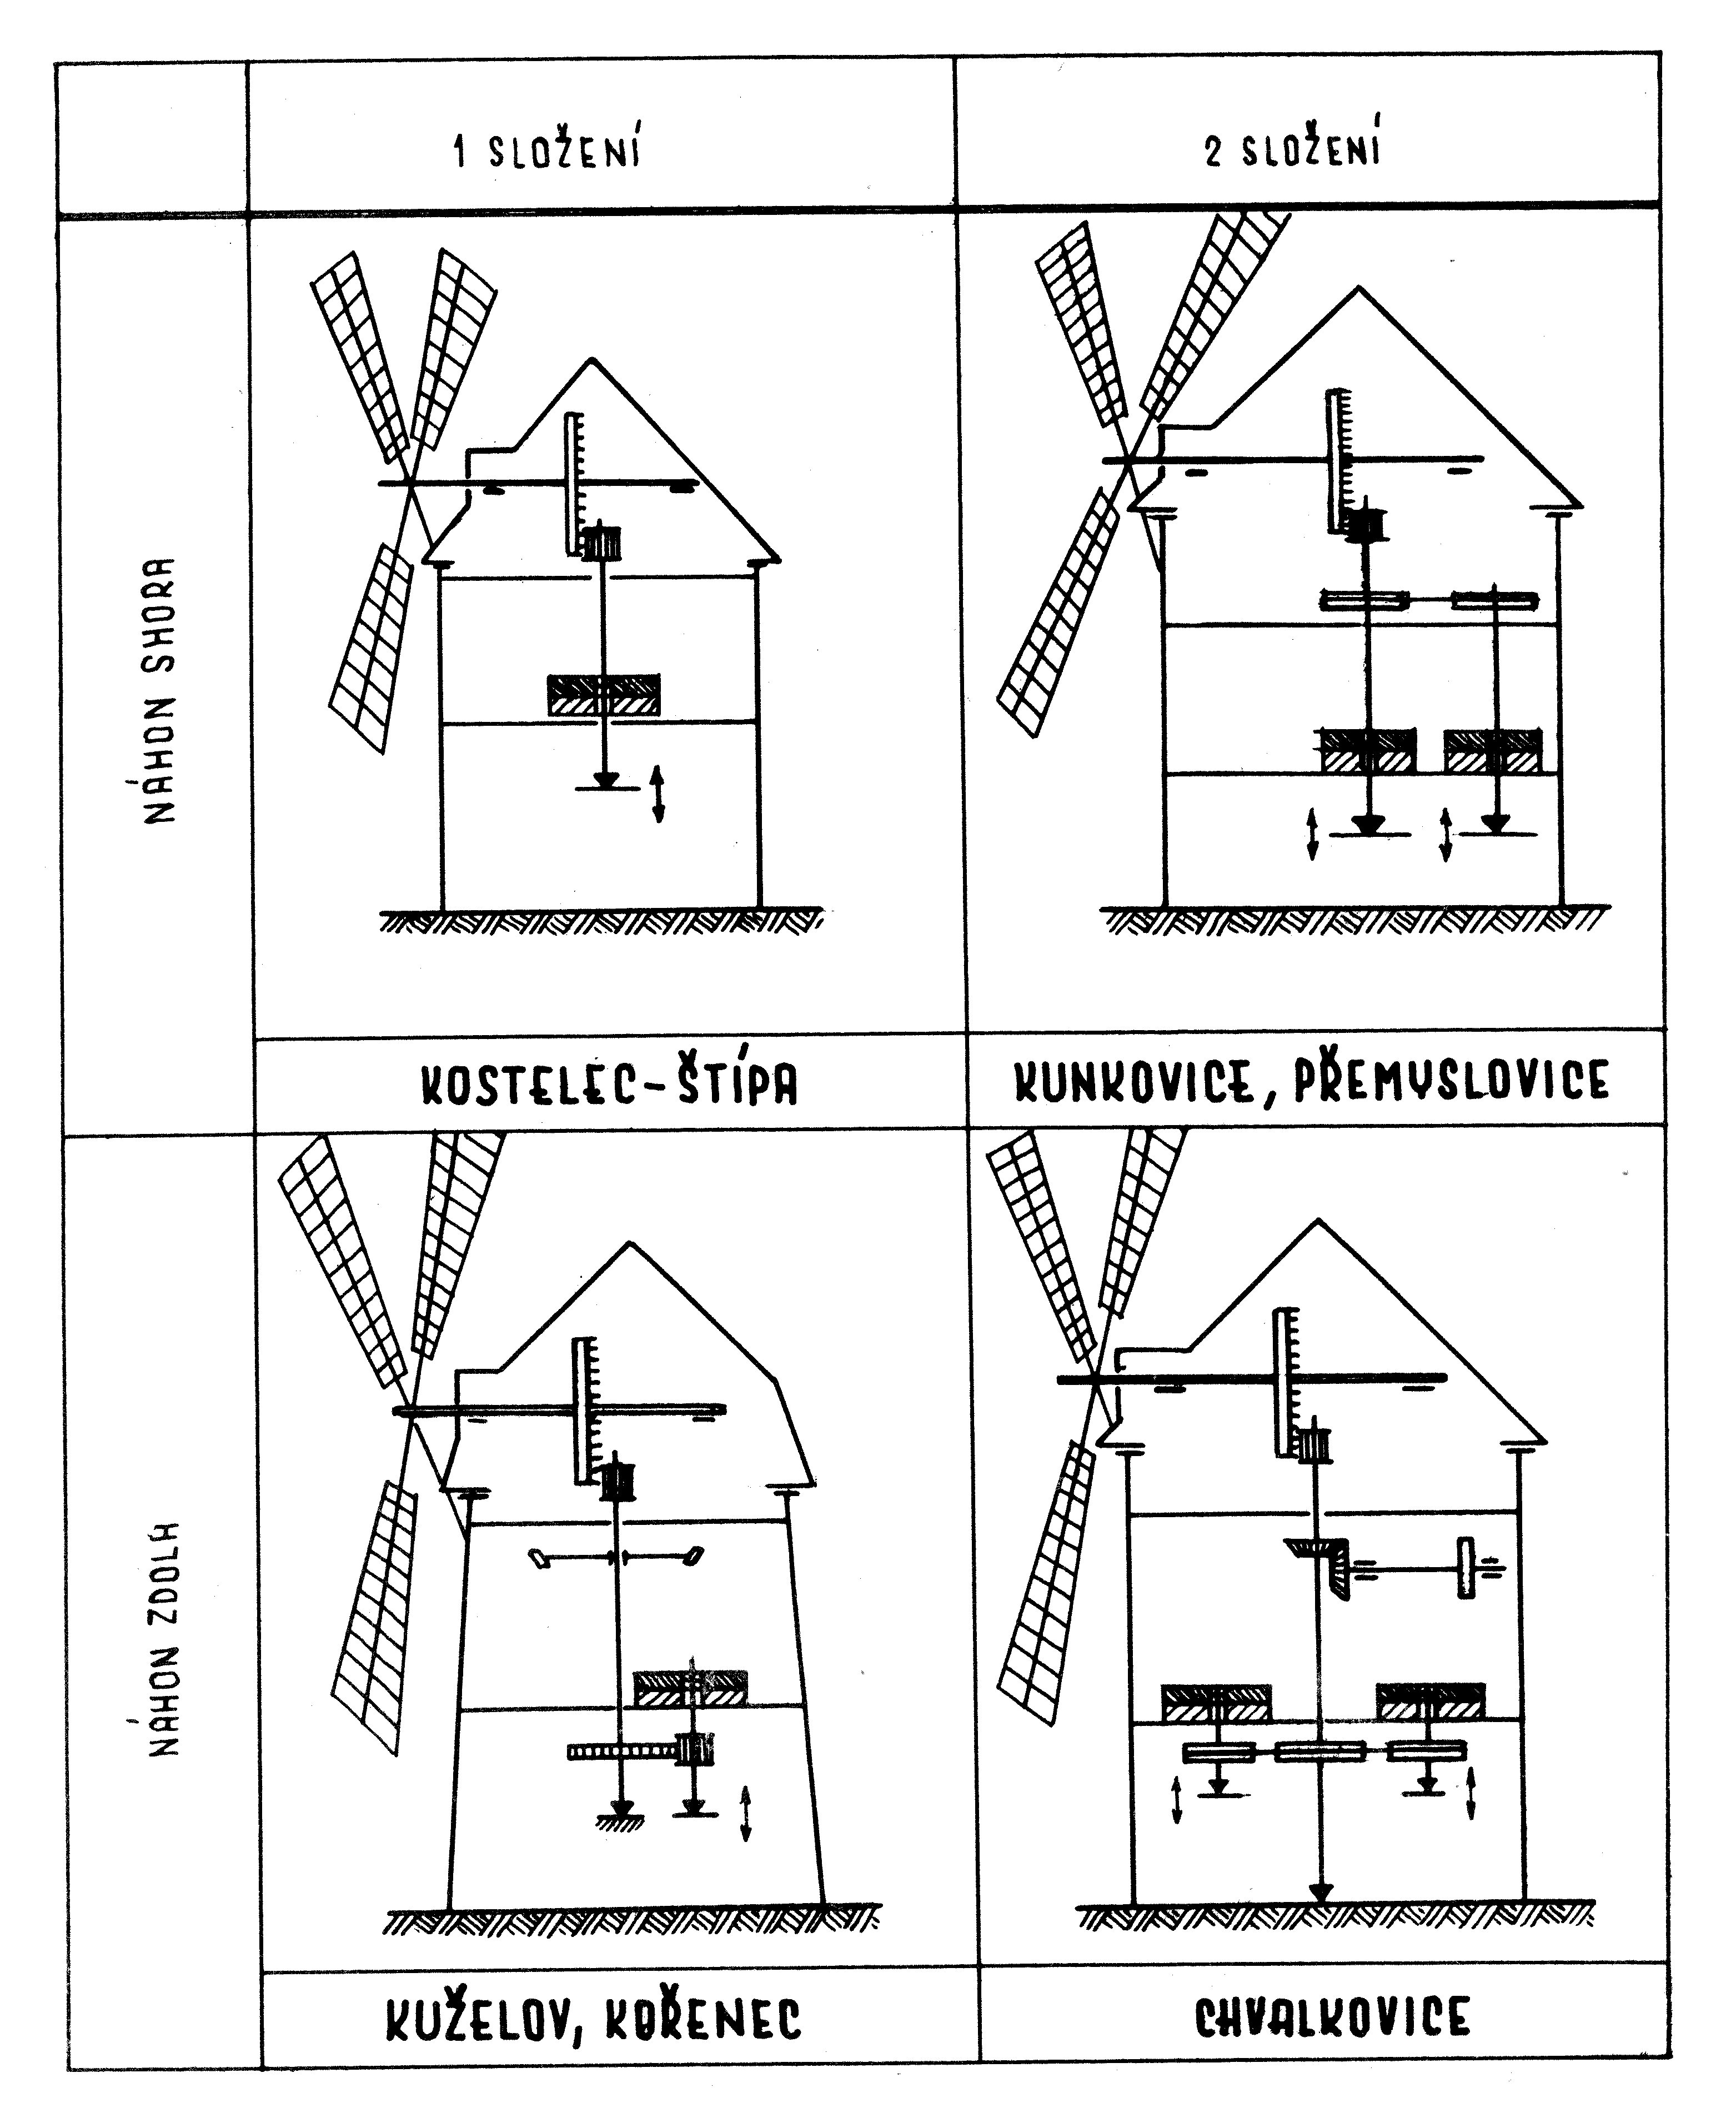 1 SLOŽENÍ
2 SLOŽENÍ
NÁHON SHORA
KOSTELEC-ŠTÍPA
KUNKOVICE, PŘEMYSLOVICE
NÁHON ZDOLA
KUŽELOV, KOŘENEC
CHVALKOVICE